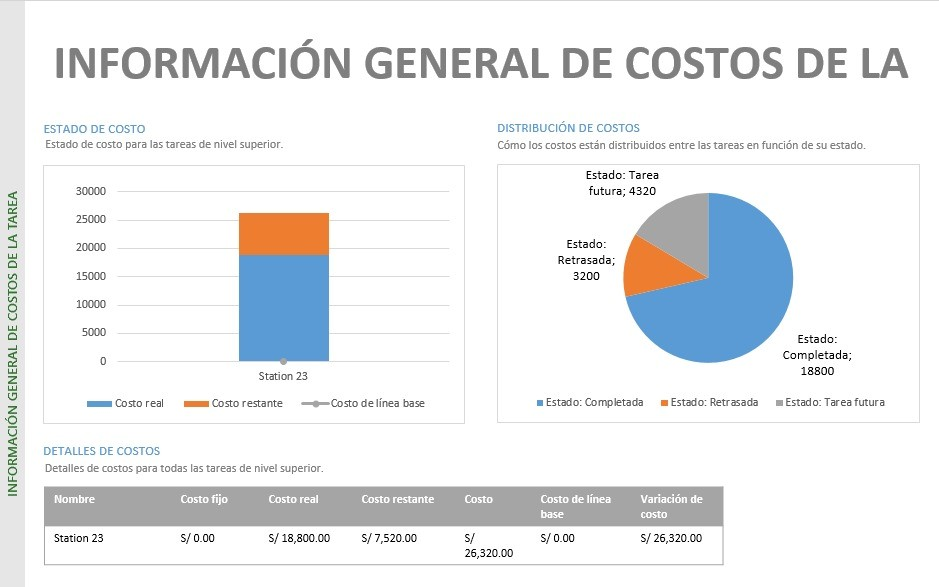 INFORMACIÓN GENERAL DE COSTOS DE LA
INFORMACIÓN GENERAL DE COSTOS DE LA TAREA
ESTADO DE COSTO
Estado de costo para las tareas de nivel superior.
30000
25000
20000
15000
10000
5000
0
Station 23
Costo real
Costo restante
Costo de línea base
DISTRIBUCIÓN DE COSTOS
Cómo los costos están distribuidos entre las tareas en función de su estado.
Estado: Tarea
futura; 4320
Estado:
Retrasada;
3200
Estado:
Completada;
18800
Estado: Completada
Estado: Retrasada
Estado: Tarea futura
DETALLES DE COSTOS
Detalles de costos para todas las tareas de nivel superior.
Nombre Costo fijo Costo real Costo restante Costo Costo de línea Variación de
base costo
Station 23 S/ 0.00 S/ 18,800.00 S/ 7,520.00 S/ S/ 0.00 S/ 26,320.00
26,320.00